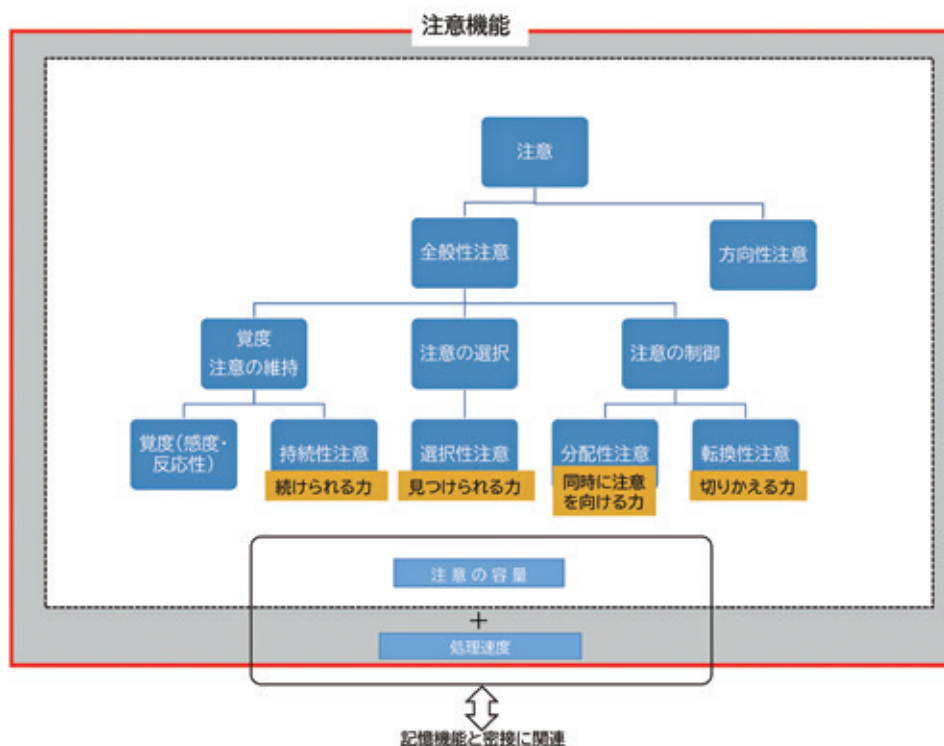 注意機能
注意
全般性注意
方向性注意
覚度
注意の維持
注意の選択
注意の制御
覚度(感度・
反応性)
持続性注意
選択性注意
分配性注意
転換性注意
続けられる力
見つけられる力
同時に注意
を向ける力
切りかえる力
注意の容量
+
処理速度
記憶機能と密接に関連